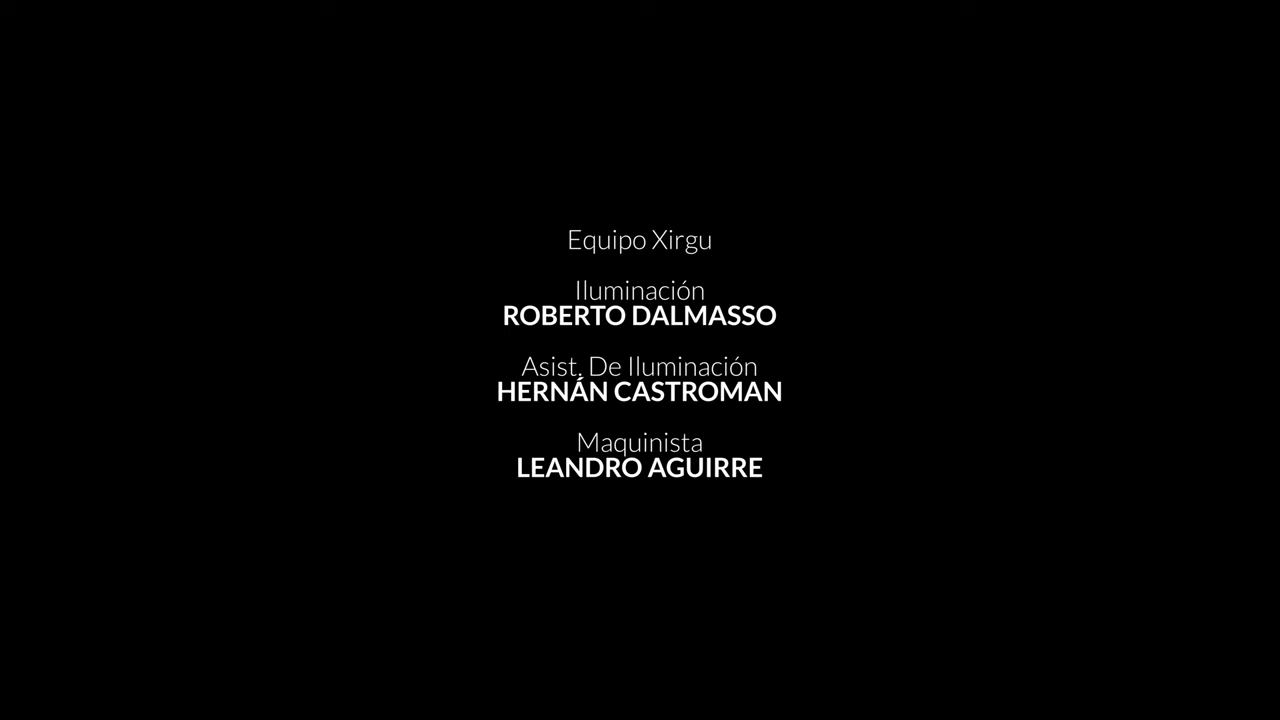 Equipo Xirgu
Iluminación
ROBERTO DALMASSO
Asist. De Iluminación
HERNÁN CASTROMAN
Maquinista
LEANDRO AGUIRRE